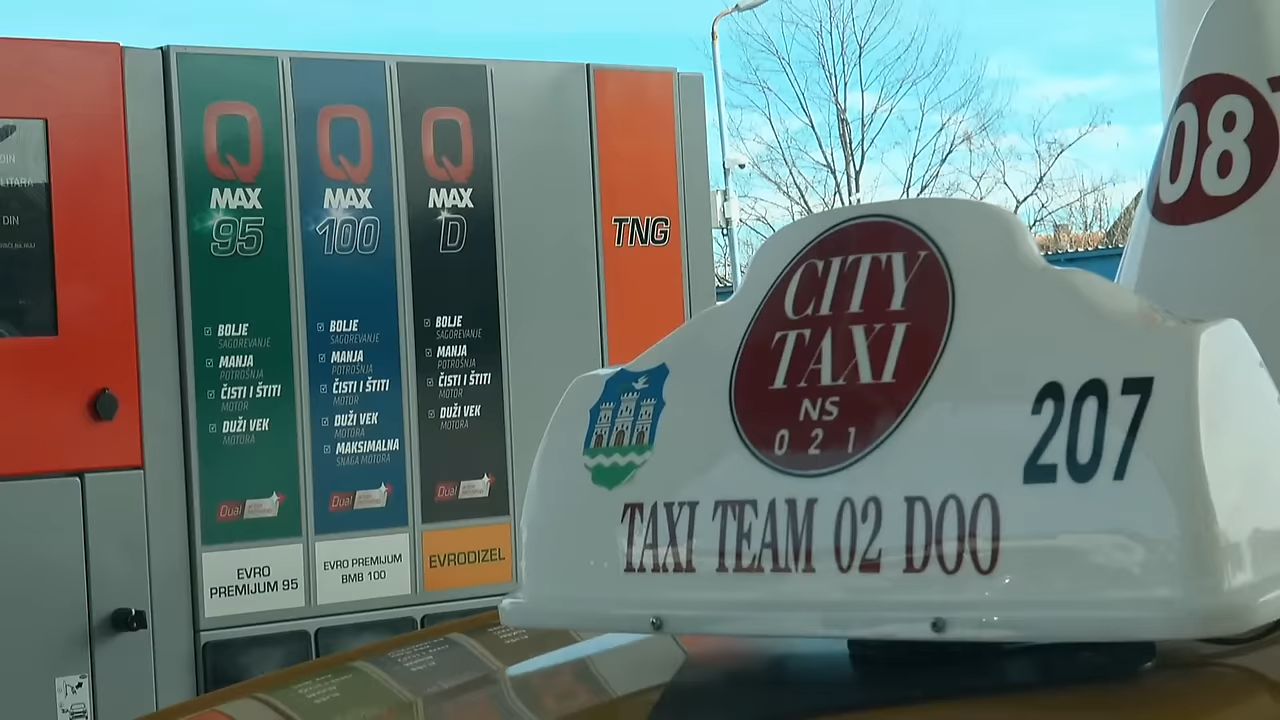 DIN
LITARA
DIN
Q
MAX
95
BOLJE
SAGOREVANJE
MANJA
POTROŠNJA
ČISTI I ŠTITI
MOTOR
DUŽI VEK
MOTORA
Dual
EVRO
PREMIJUM 95
Q
MAX
100
BOLJE
SAGOREVANJE
MANJA
POTROŠNJA
ČISTI I ŠTITI
MOTOR
DUŽI VEK
MOTORA
MAKSIMALNA
SNAGA MOTORA
Dual
EVRO PREMIJUM
BMB 100
Q
MAX
D
BOLJE
SAGOREVANJE
MANJA
POTROŠNJA
ČISTI I ŠTITI
MOTOR
DUŽI VEK
MOTORA
Dual
EVRODIZEL
TNG
CITY
TAXI
NS
021
207
TAXI TEAM 02 DOO
08